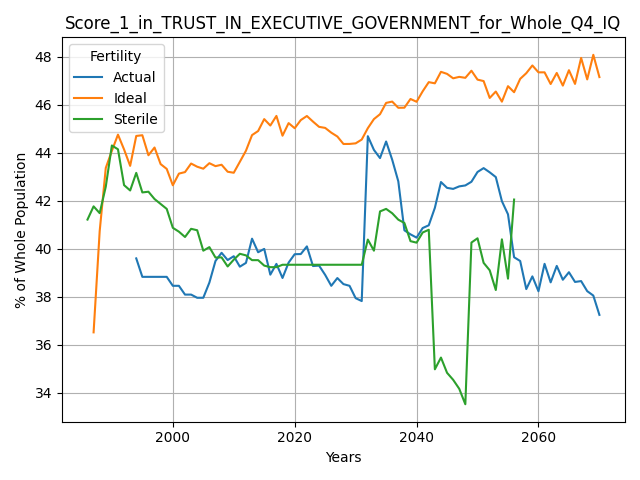 Score_1_in_TRUST_IN_EXECUTIVE_GOVERNMENT_for_Whole_Q4_IQ
Fertility
Actual
Ideal
Sterile
% of Whole Population
48
46
44
42
40
38
36
34
2000
2020
2040
2060
Years